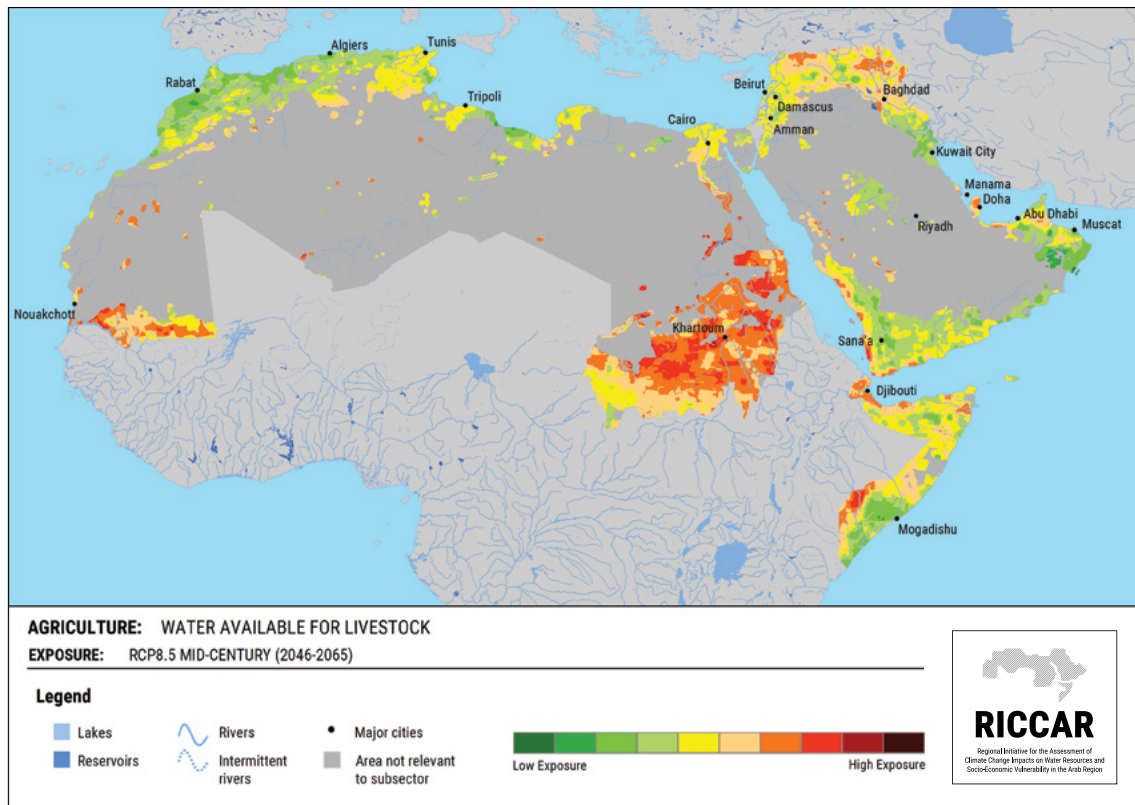 Algiers
Tunis
Rabat
Tripoli
Beirut
Damascus
Amman
Baghdad
Cairo
Kuwait City
Manama
Doha
Abu Dhabi
Muscat
Riyadh
Nouakchott
Khartoum
Sana'a
Djibouti
Mogadishu
AGRICULTURE: WATER AVAILABLE FOR LIVESTOCK
EXPOSURE: RCP8.5 MID-CENTURY (2046-2065)
Legend
Lakes
Reservoirs
Rivers
Intermittent
rivers
Major cities
Area not relevant
to subsector
Low Exposure
High Exposure
RICCAR
Regional Initiative for the Assessment of
Climate Change Impacts on Water Resources and
Socio-Economic Vulnerability in the Arab Region